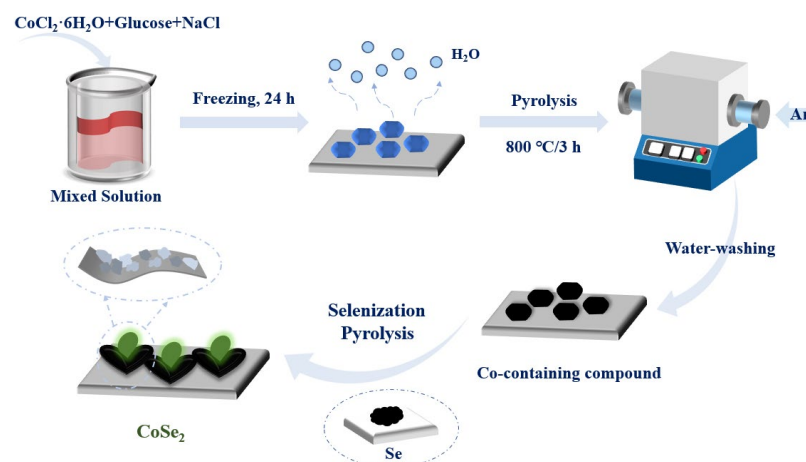 CoCl₂·6H₂O+Glucose+NaCl
H₂O
Freezing, 24 h
Pyrolysis
800 °C/3 h
Ar
Mixed Solution
Water-washing
Selenization
Pyrolysis
Co-containing compound
CoSe₂
Se